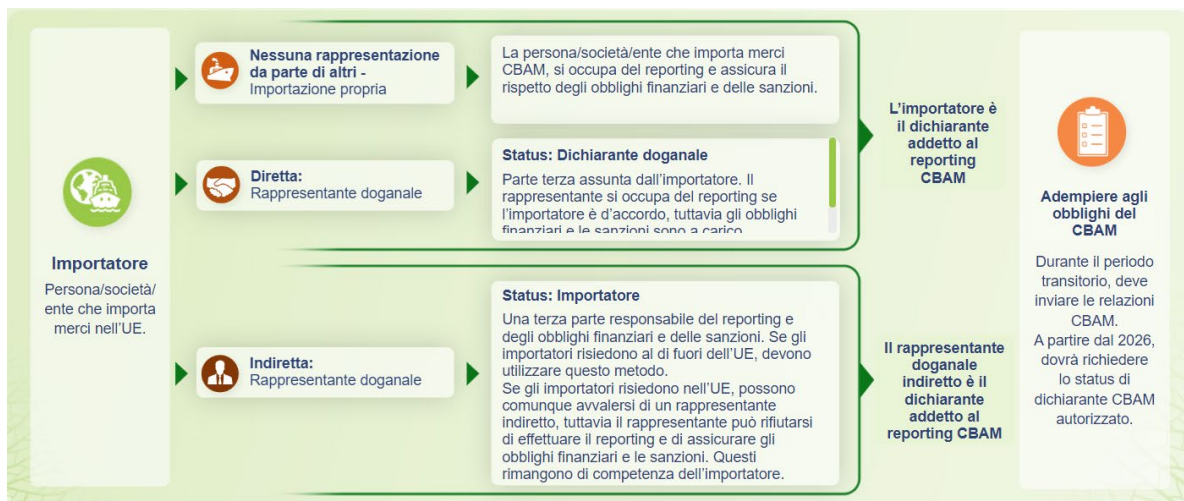 Importatore
Persona/società/
ente che importa
merci nell'UE.
Nessuna rappresentazione
da parte di altri -
Importazione propria
La persona/società/ente che importa merci
CBAM, si occupa del reporting e assicura il
rispetto degli obblighi finanziari e delle sanzioni.
Diretta:
Rappresentante doganale
Status: Dichiarante doganale
Parte terza assunta dall'importatore. Il
rappresentante si occupa del reporting se
l'importatore è d'accordo, tuttavia gli obblighi
finanziari e le sanzioni sono a carico
L'importatore è
il dichiarante
addetto al
reporting
CBAM
Indiretta:
Rappresentante doganale
Status: Importatore
Una terza parte responsabile del reporting e
degli obblighi finanziari e delle sanzioni. Se gli
importatori risiedono al di fuori dell'UE, devono
utilizzare questo metodo.
Se gli importatori risiedono nell'UE, possono
comunque avvalersi di un rappresentante
indiretto, tuttavia il rappresentante può rifiutarsi
di effettuare il reporting e di assicurare gli
obblighi finanziari e le sanzioni. Questi
rimangono di competenza dell'importatore.
Il rappresentante
doganale
indiretto è il
dichiarante
addetto al
reporting CBAM
Adempiere agli
obblighi del
CBAM
Durante il periodo
transitorio, deve
inviare le relazioni
CBAM.
A partire dal 2026,
dovrà richiedere
lo status di
dichiarante CBAM
autorizzato.